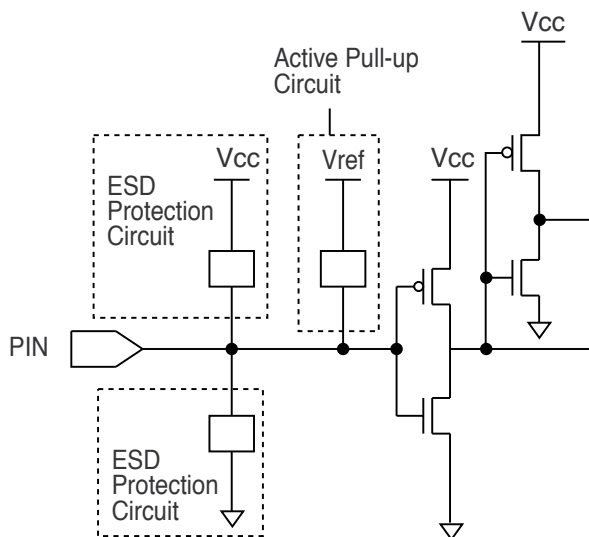 Vcc
Active Pull-up
Circuit
Vcc
Vref
Vcc
ESD
Protection
Circuit
PIN
ESD
Protection
Circuit